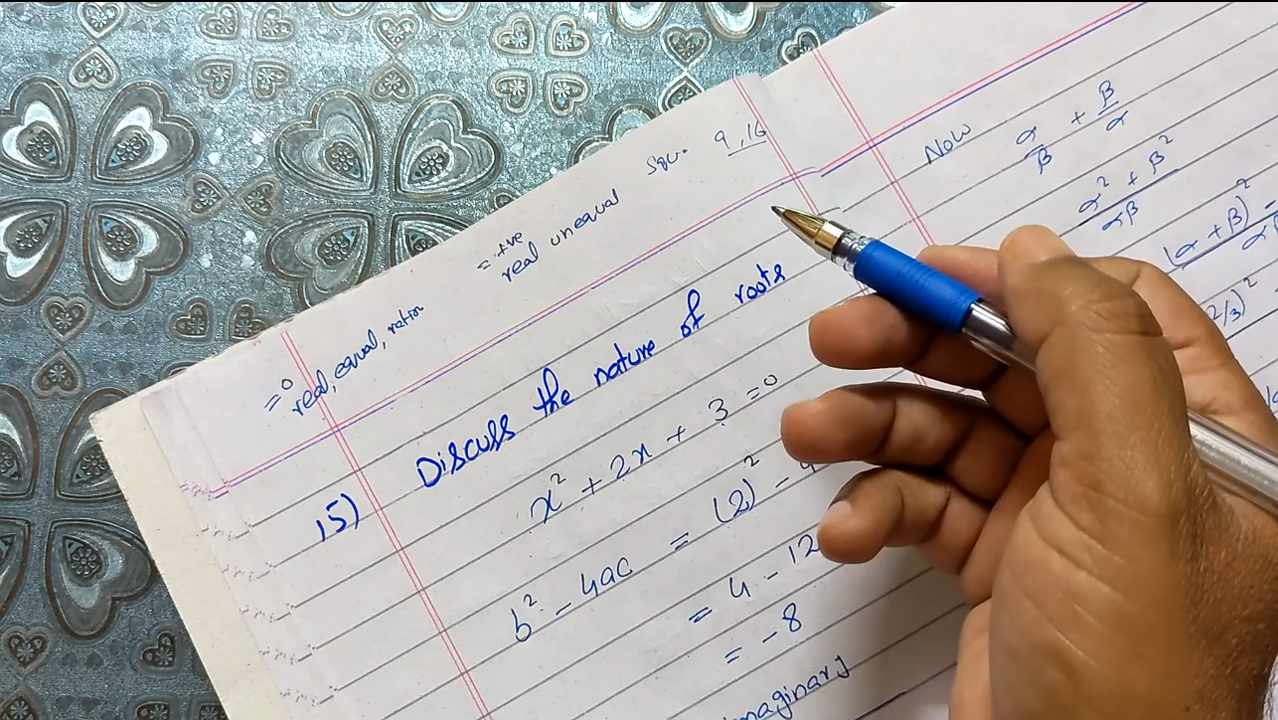 = 0
real, equal, ration
= +ve
real unequal
squ. 9, 16
15) Discuss the nature of roots
x² + 2x + 3 = 0
b² - 4ac = (2)² -
= 4 - 12
= -8
Now α/β + β/α
α² + β² / αβ
(α + β)² -